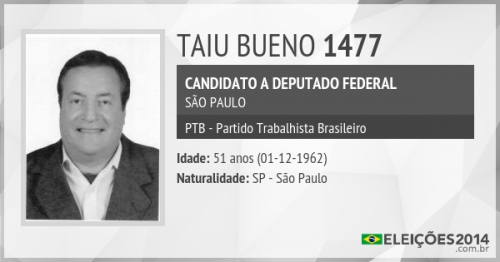 TAIU BUENO 1477
CANDIDATO A DEPUTADO FEDERAL
SÃO PAULO
PTB - Partido Trabalhista Brasileiro
Idade: 51 anos (01-12-1962)
Naturalidade: SP - São Paulo
ELEIÇÕES2014
.com.br